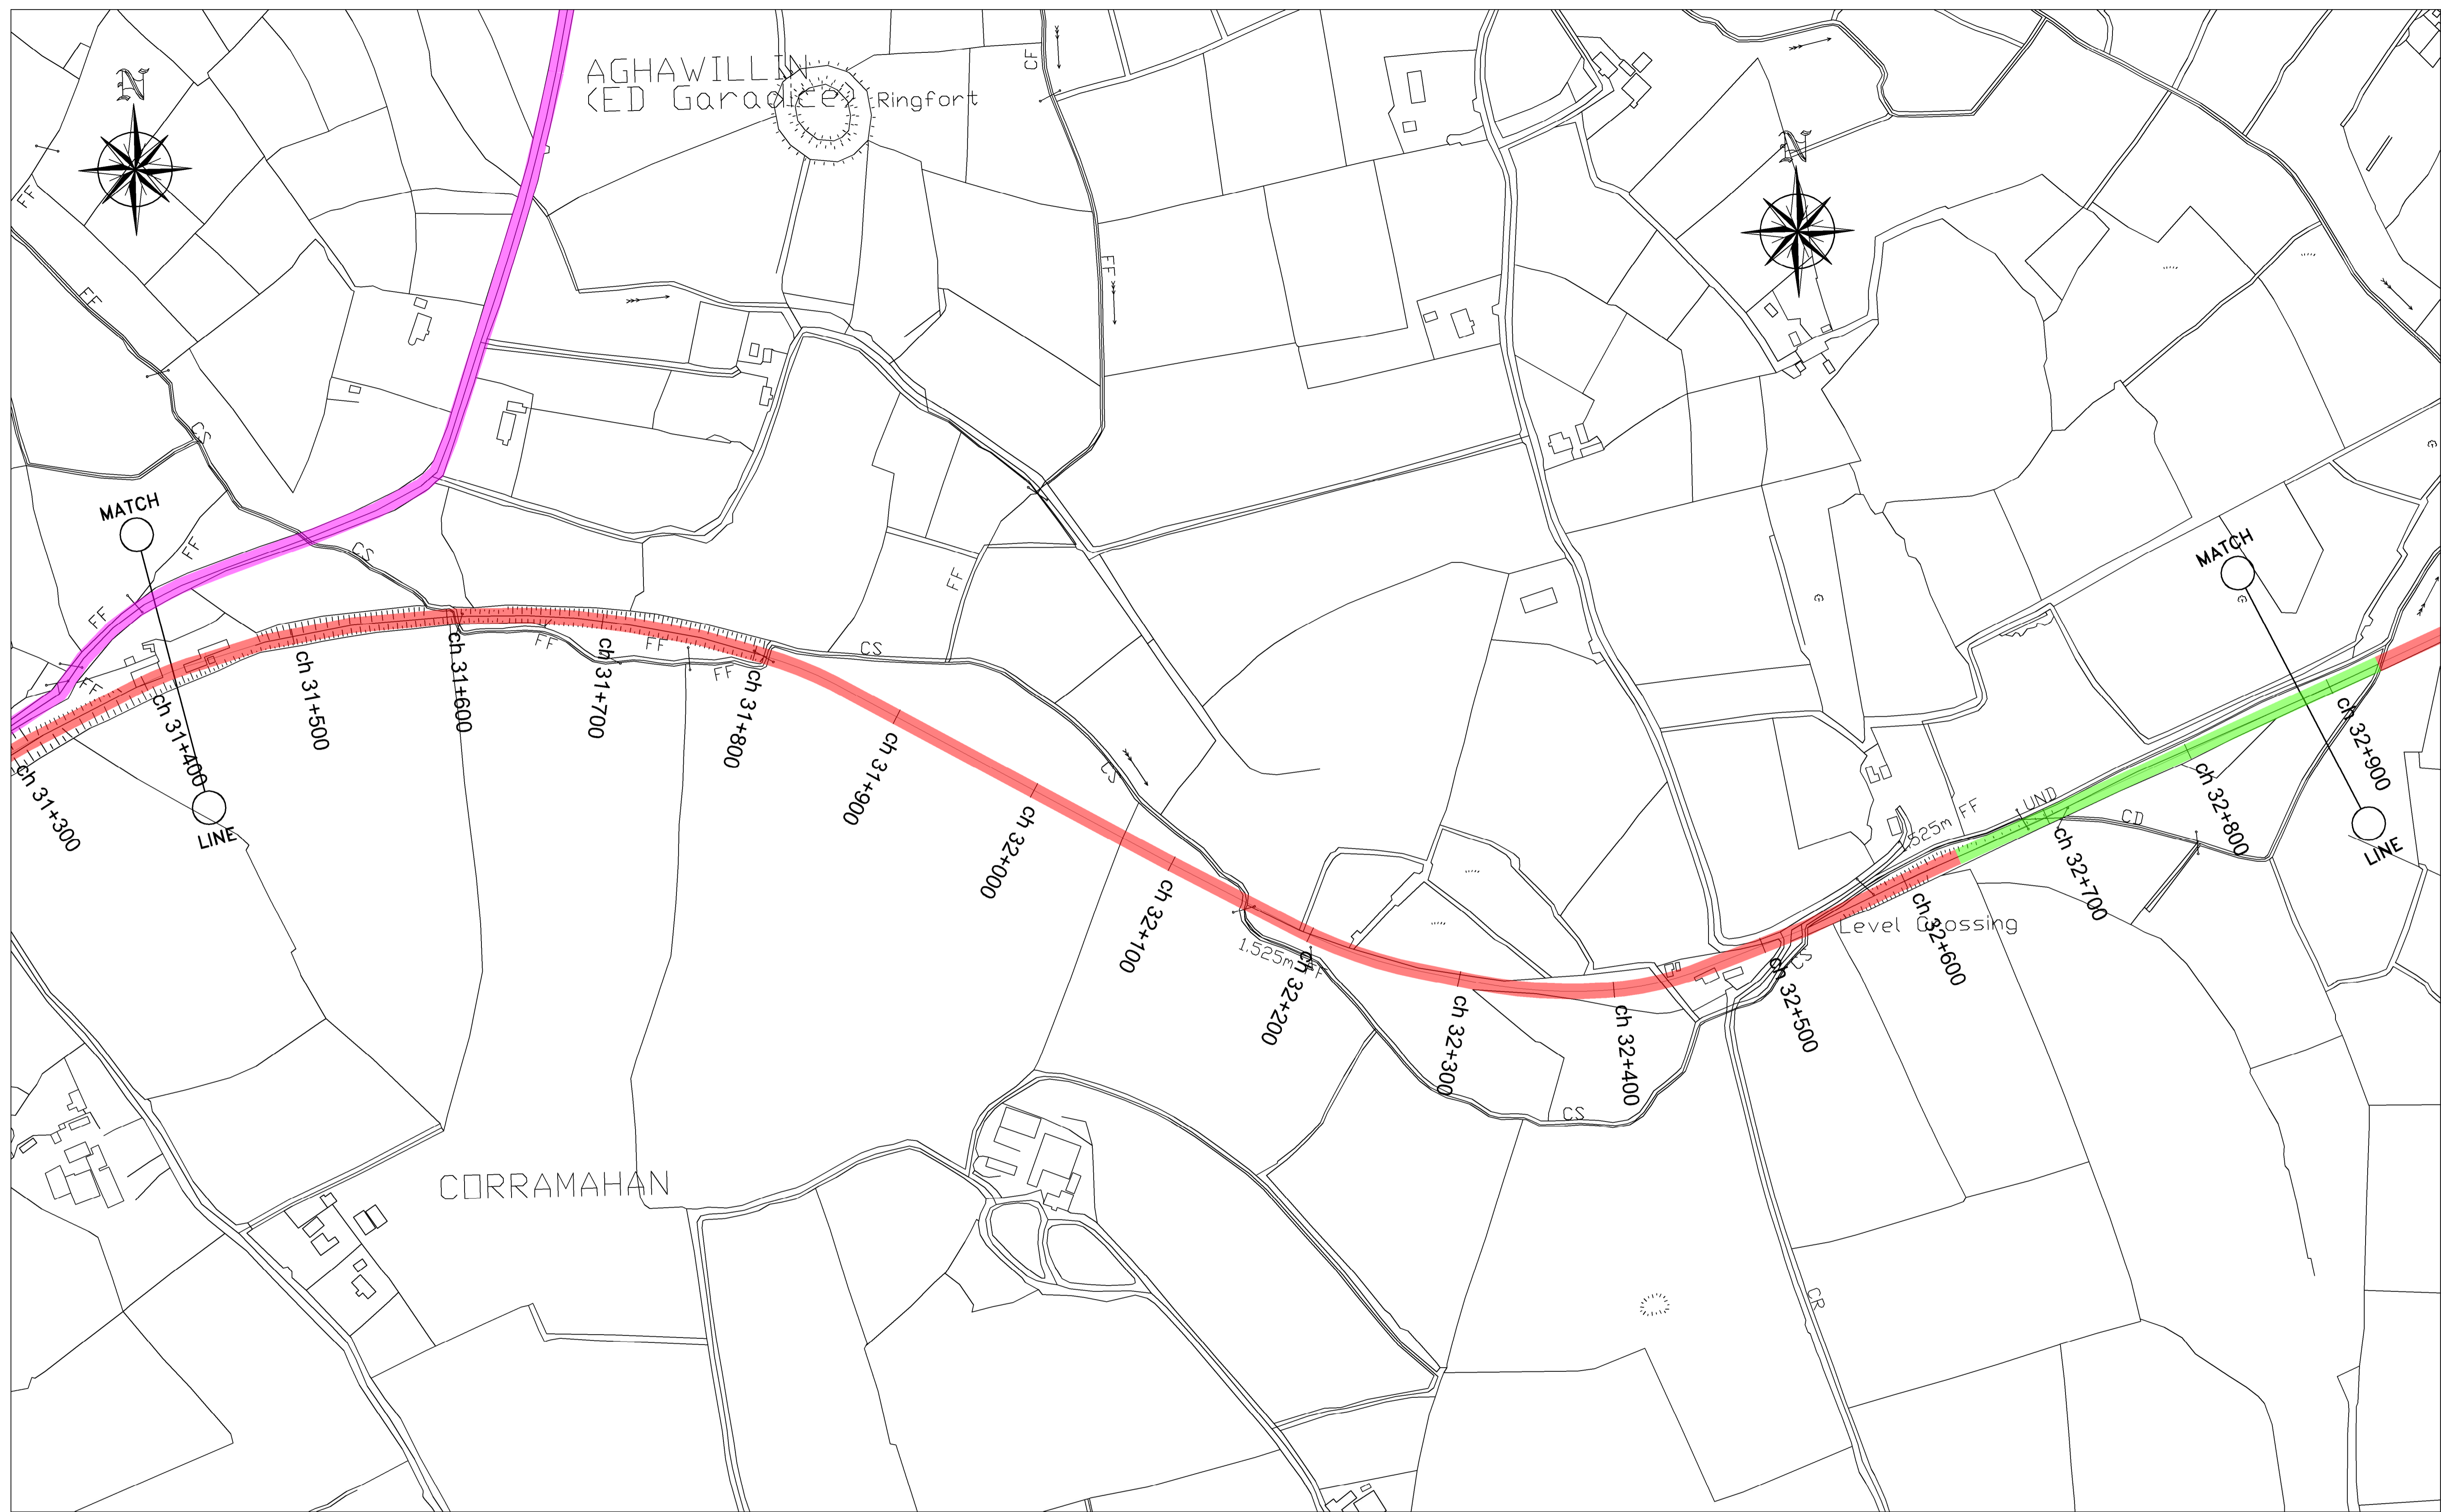 AGHAWILLIN
(ED Garadice)
Ringfort
CF
N
N
FF
FF
FF
CS
MATCH
MATCH
G
G
G
FF
CS
FF
FF
FF
FF
FF
FF
CS
CS
ch 31+300
ch 31+400
ch 31+500
ch 31+600
ch 31+700
ch 31+800
ch 31+900
ch 32+000
ch 32+100
ch 32+200
ch 32+300
ch 32+400
ch 32+500
ch 32+600
ch 32+700
ch 32+800
ch 32+900
LINE
LINE
1.525m FF
UND
CD
1.525m FF
Level Crossing
CS
CS
CORRAMAHAN
CR